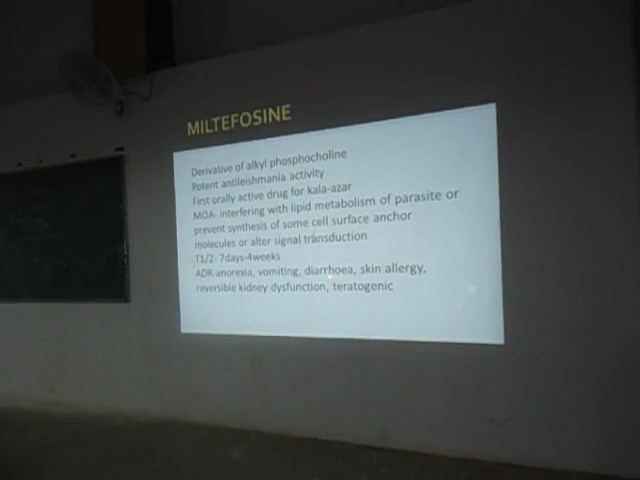 MILTEFOSINE
Derivative of alkyl phosphocholine
Potent antileishmania activity
First orally active drug for kala-azar
MOA- interfering with lipid metabolism of parasite or
prevent synthesis of some cell surface anchor
molecules or alter signal transduction
T1/2- 7days-4weeks
ADR-anorexia, vomiting, diarrhoea, skin allergy,
reversible kidney dysfunction, teratogenic